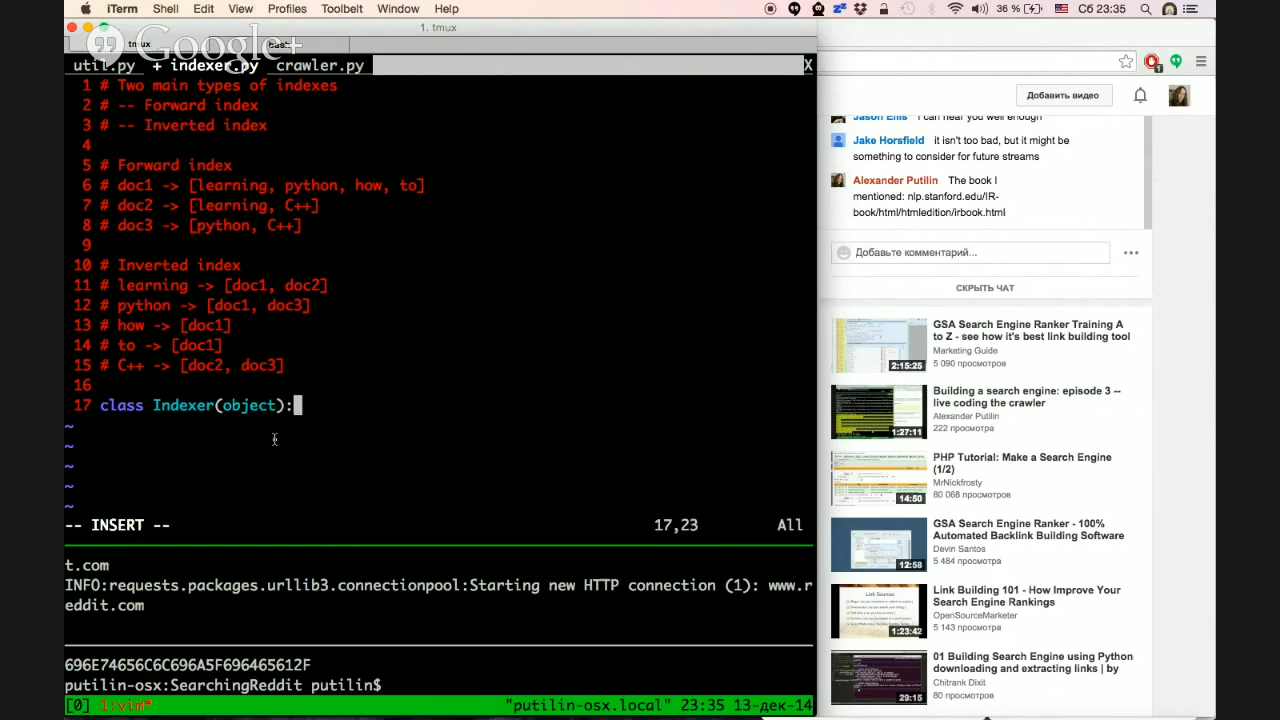 iTerm Shell Edit View Profiles Toolbelt Window Help 36 % Сб 23:35
1. tmux
tmux bash
Google+
util.py + indexer.py crawler.py X
1 # Two main types of indexes
2 # -- Forward index
3 # -- Inverted index
4
5 # Forward index
6 # doc1 -> [learning, python, how, to]
7 # doc2 -> [learning, C++]
8 # doc3 -> [python, C++]
9
10 # Inverted index
11 # learning -> [doc1, doc2]
12 # python -> [doc1, doc3]
13 # how -> [doc1]
14 # to -> [doc1]
15 # C++ -> [doc2, doc3]
16
17 class Indexer(object):
~
~
~
~
~
-- INSERT -- 17,23 All
t.com
INFO:requests.packages.urllib3.connectionpool:Starting new HTTP connection (1): www.r
eddit.com
696E74656C6C696A5F696465612F
putilin-osx:SearchingReddit putilin$
[0] 1:vim* "putilin-osx.local" 23:35 13-дек-14
Добавить видео
Jason Ellis I can hear you well enough
Jake Horsfield it isn't too bad, but it might be
something to consider for future streams
Alexander Putilin The book I
mentioned: nlp.stanford.edu/IR-
book/html/htmledition/irbook.html
Добавьте комментарий...
СКРЫТЬ ЧАТ
GSA Search Engine Ranker Training A
to Z - see how it's best link building tool
Marketing Guide
5 090 просмотров
2:15:25
Building a search engine: episode 3 --
live coding the crawler
Alexander Putilin
222 просмотра
1:27:11
PHP Tutorial: Make a Search Engine
(1/2)
MrNickfrosty
80 068 просмотров
14:50
GSA Search Engine Ranker - 100%
Automated Backlink Building Software
Devin Santos
5 484 просмотра
12:58
Link Building 101 - How Improve Your
Search Engine Rankings
OpenSourceMarketer
5 143 просмотра
Link Sources
1:23:42
01 Building Search Engine using Python
downloading and extracting links | by
Chitrank Dixit
80 просмотров
29:15